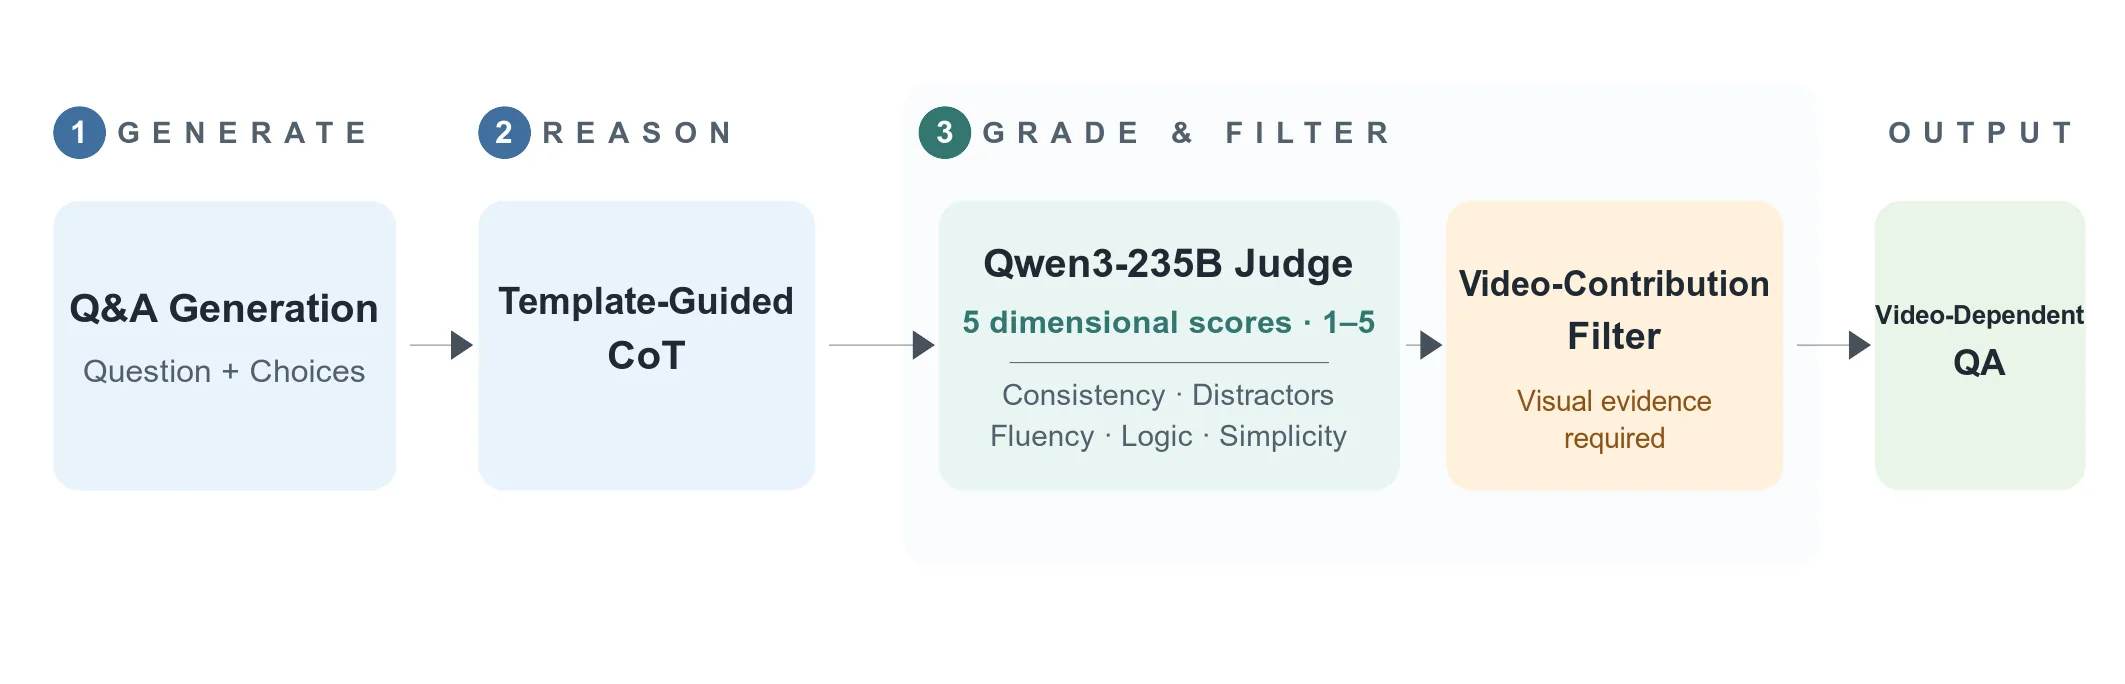 1 GENERATE
Q&A Generation
Question + Choices
2 REASON
Template-Guided
CoT
3 GRADE & FILTER
Qwen3-235B Judge
5 dimensional scores · 1–5
Consistency · Distractors
Fluency · Logic · Simplicity
Video-Contribution
Filter
Visual evidence
required
OUTPUT
Video-Dependent
QA